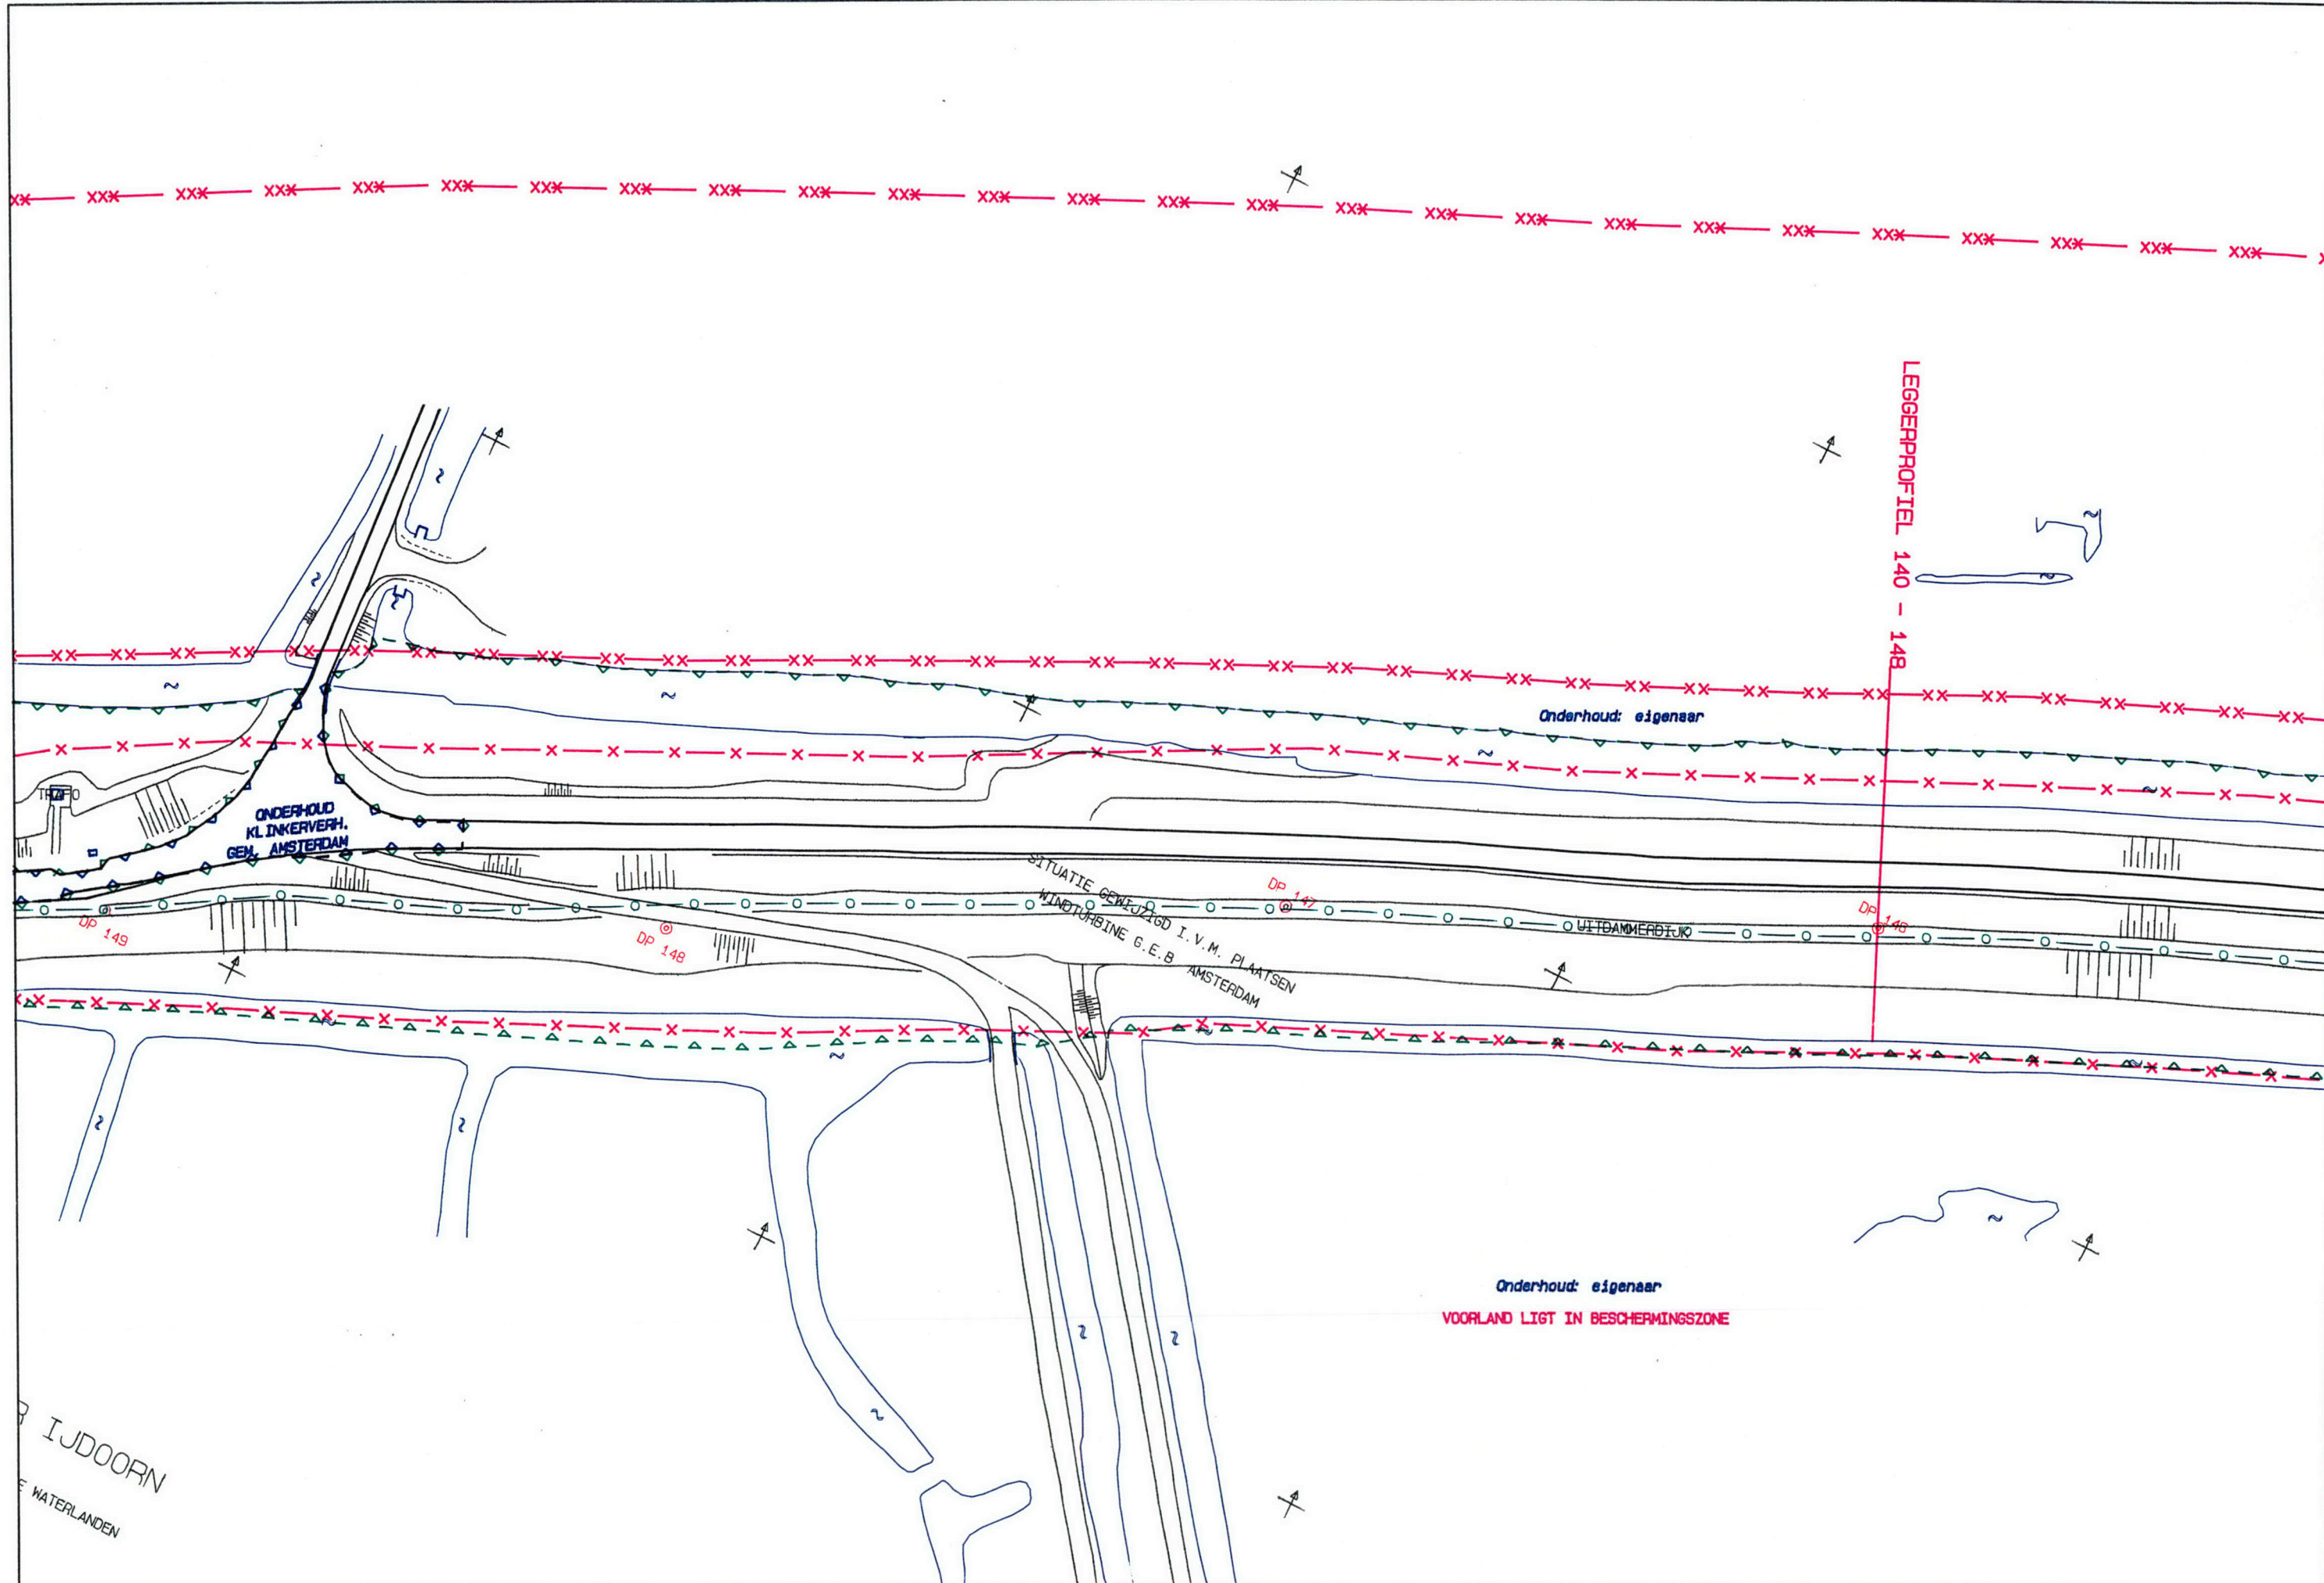 LEGGERPROFIEL 140 - 148
Onderhoud: eigenaar
TRAFO
ONDERHOUD
KLINKERVERH.
GEM. AMSTERDAM
SITUATIE GEWIJZIGD I.V.M. PLAATSEN
WINDTURBINE G.E.B AMSTERDAM
DP 149
DP 148
DP 147
UITDAMMERDIJK
DP
Onderhoud: eigenaar
VOORLAND LIGT IN BESCHERMINGSZONE
R IJDOORN
E WATERLANDEN